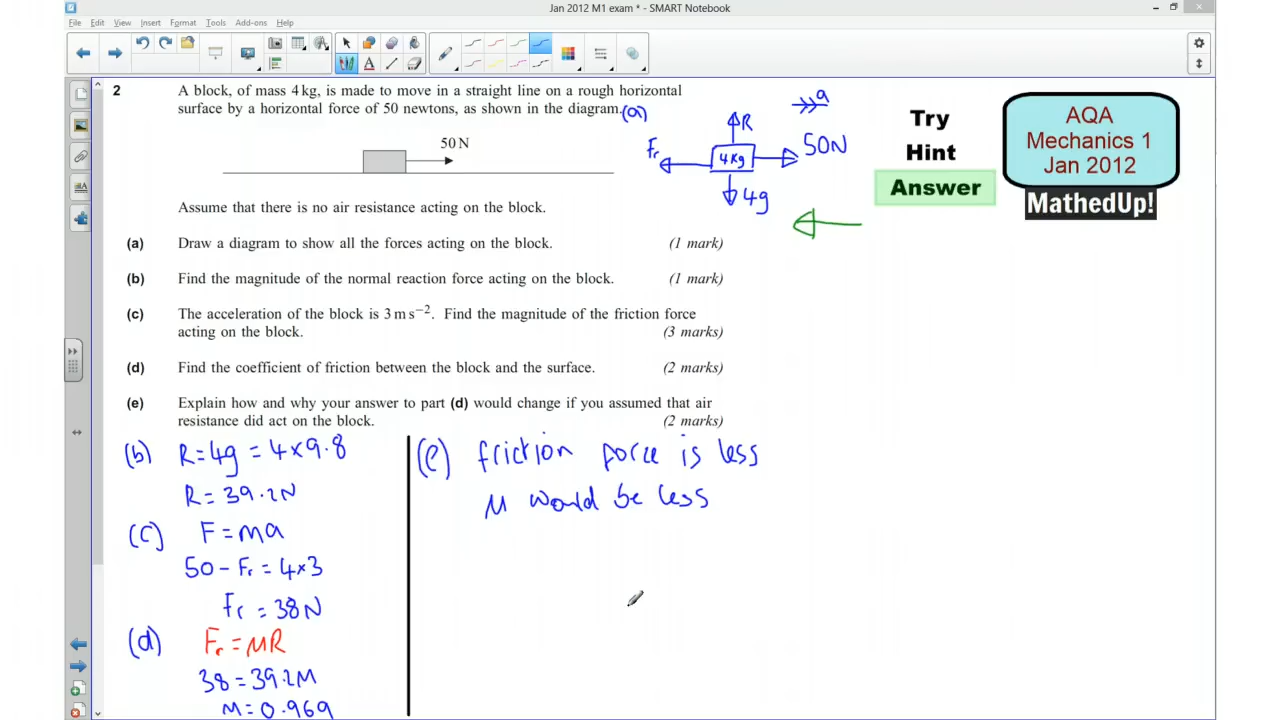 Jan 2012 M1 exam * - SMART Notebook
File Edit View Insert Format Tools Add-ons Help
2 A block, of mass 4 kg, is made to move in a straight line on a rough horizontal
surface by a horizontal force of 50 newtons, as shown in the diagram.
50 N
Assume that there is no air resistance acting on the block.
(a) Draw a diagram to show all the forces acting on the block. (1 mark)
(b) Find the magnitude of the normal reaction force acting on the block. (1 mark)
(c) The acceleration of the block is 3 m s⁻². Find the magnitude of the friction force
acting on the block. (3 marks)
(d) Find the coefficient of friction between the block and the surface. (2 marks)
(e) Explain how and why your answer to part (d) would change if you assumed that air
resistance did act on the block. (2 marks)
(a)
a
R
Fr
4Kg
50N
4g
Try
Hint
Answer
AQA
Mechanics 1
Jan 2012
MathedUp!
(b) R=4g = 4×9.8
R = 39.2N
(c) F = ma
50 - Fr = 4×3
Fr = 38N
(d) Fr = μR
38 = 39.2μ
μ = 0.969
(e) friction force is less
μ would be less